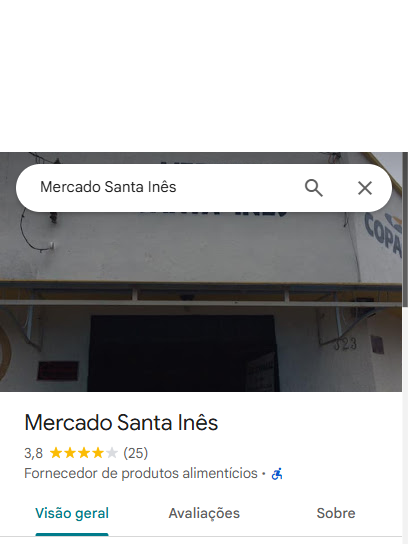 Mercado Santa Inês
COPA
323
Mercado Santa Inês
3,8 (25)
Fornecedor de produtos alimentícios ·
Visão geral
Avaliações
Sobre